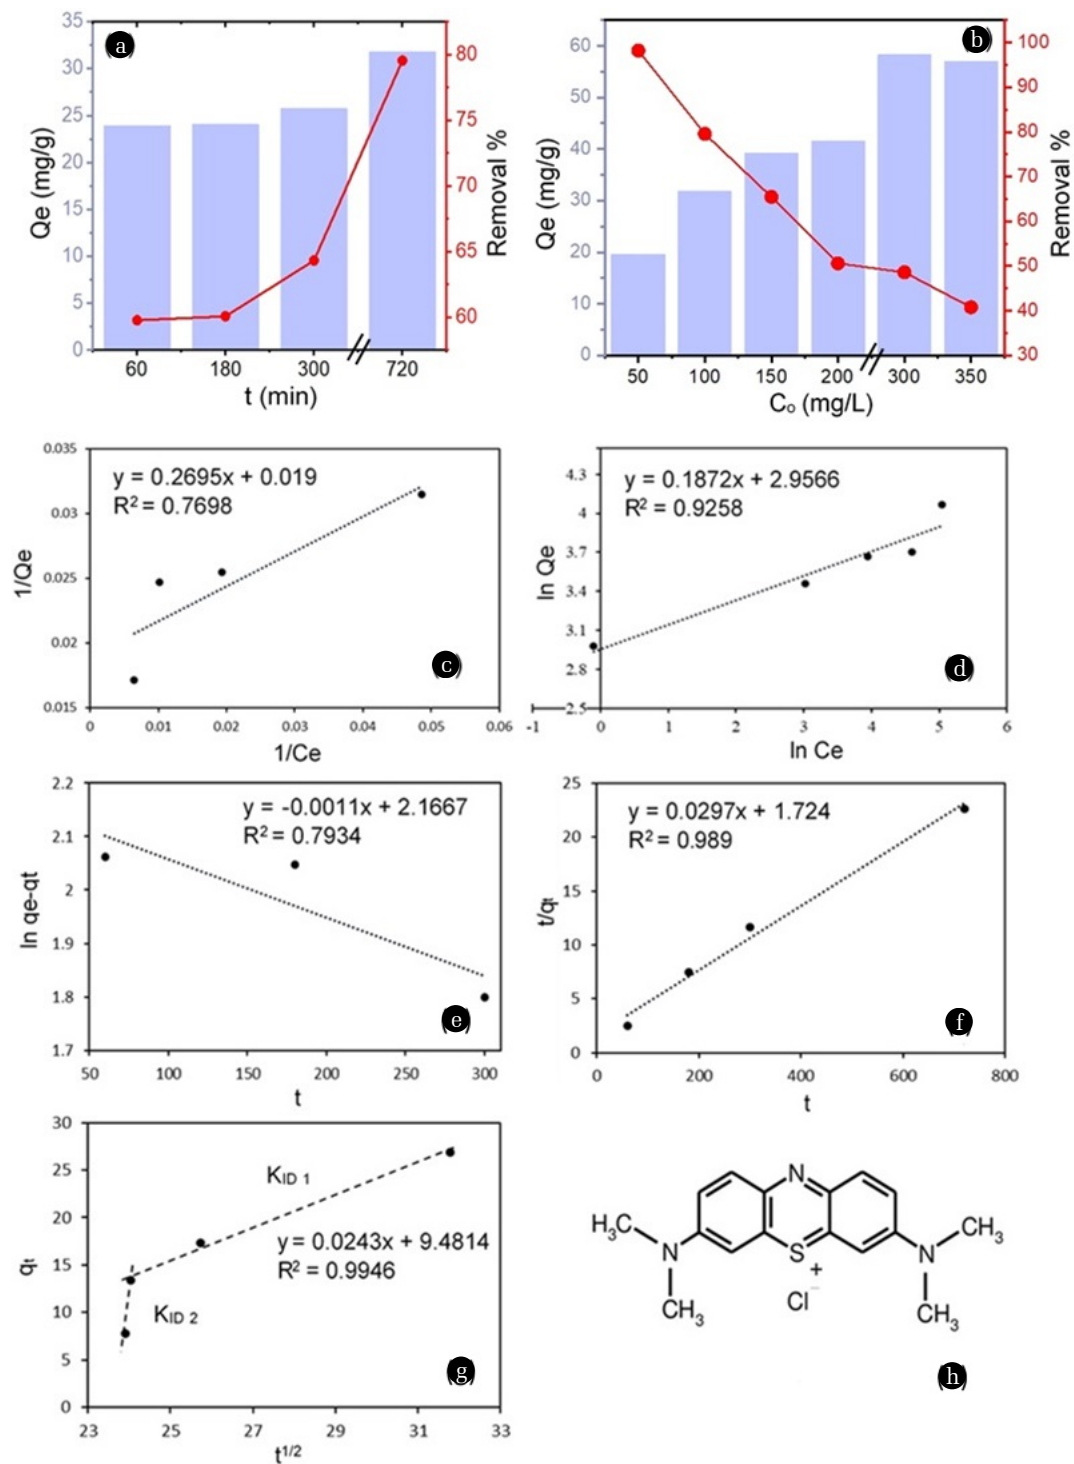 (a)
Qe (mg/g)
35
30
25
20
15
10
5
0
60 180 300 720
t (min)
80
75
70
65
60
Removal %
(b)
Qe (mg/g)
60
50
40
30
20
10
0
50 100 150 200 300 350
C₀ (mg/L)
100
90
80
70
60
50
40
30
Removal %
y = 0.2695x + 0.019
R² = 0.7698
1/Qe
0.035
0.03
0.025
0.02
0.015
0 0.01 0.02 0.03 0.04 0.05 0.06
1/Ce
(c)
y = 0.1872x + 2.9566
R² = 0.9258
ln Qe
4.3
4
3.7
3.4
3.1
2.8
2.5
-1 0 1 2 3 4 5 6
ln Ce
(d)
y = -0.0011x + 2.1667
R² = 0.7934
ln qe-qt
2.2
2.1
2
1.9
1.8
1.7
50 100 150 200 250 300
t
(e)
y = 0.0297x + 1.724
R² = 0.989
t/qt
25
20
15
10
5
0
0 200 400 600 800
t
(f)
KID 1
y = 0.0243x + 9.4814
R² = 0.9946
KID 2
qt
30
25
20
15
10
5
0
23 25 27 29 31 33
t1/2
(g)
N
H₃C CH₃
N S N
+
Cl⁻
CH₃ CH₃
(h)